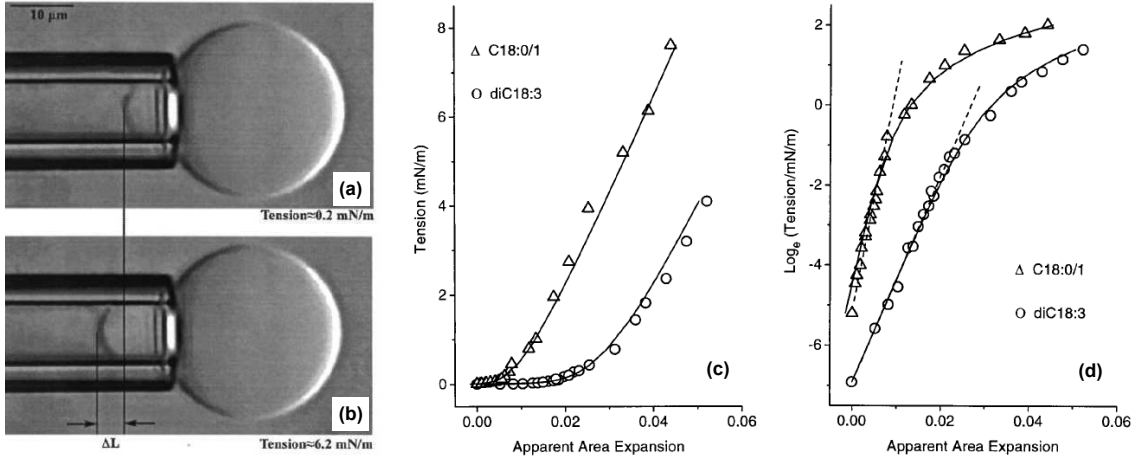 10 μm
(a)
Tension≈0.2 mN/m
(b)
ΔL
Tension≈6.2 mN/m
8
6
4
2
0
Tension (mN/m)
Δ C18:0/1
O diC18:3
(c)
0.00 0.02 0.04 0.06
Apparent Area Expansion
2
0
-2
-4
-6
Logₑ (Tension/mN/m)
Δ C18:0/1
O diC18:3
(d)
0.00 0.02 0.04 0.06
Apparent Area Expansion